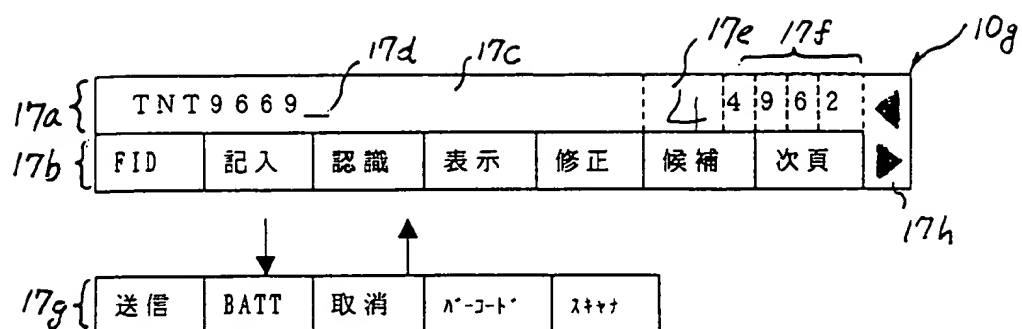 17d 17c 17e 17f 10g
17a TNT9669_ 4 4 9 6 2
17b FID 記入 認識 表示 修正 候補 次頁
17h
17g 送信 BATT 取消 バーコード スキャナ